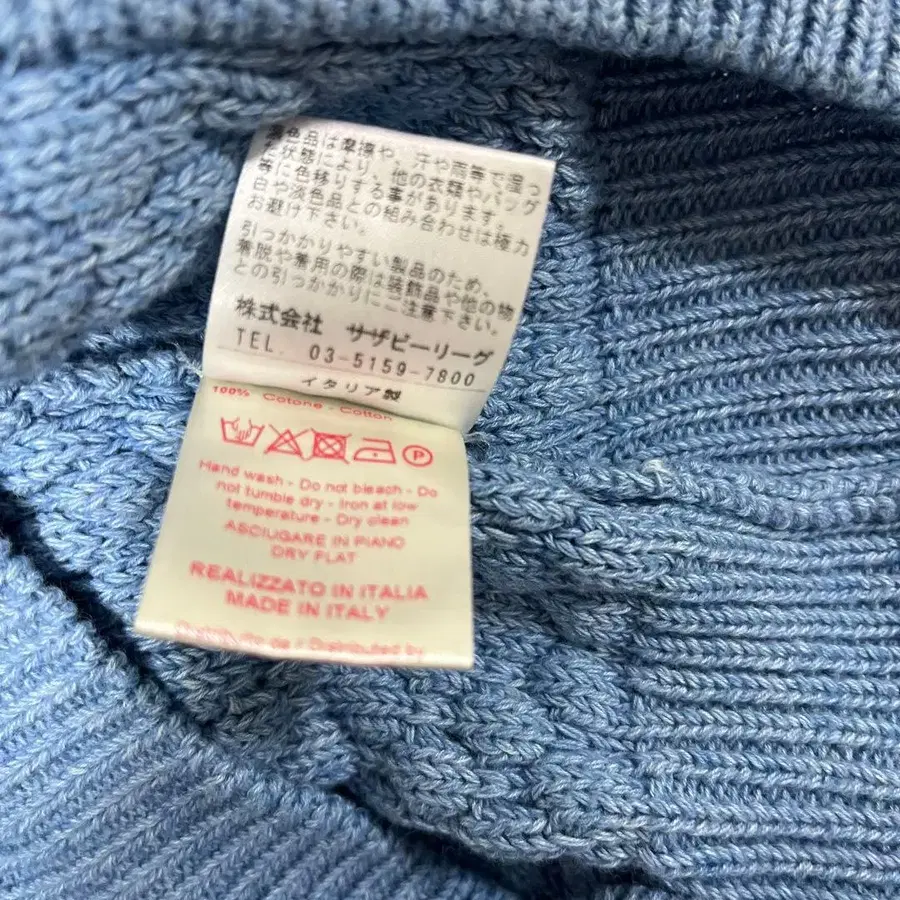 濃色品は摩擦や、汗や雨等で湿っ
た状態により、他の衣類やバッグ
等に色移りする事があります。
白や淡色品との組み合わせは極力
お避け下さい。
引っかかりやすい製品のため、
着脱や着用の際は装飾品や他の物
との引っかかりにご注意下さい。
株式会社 サザビーリーグ
TEL. 03-5159-7800
イタリア製
100% Cotone - Cotton
P
Hand wash - Do not bleach - Do
not tumble dry - Iron at low
temperature - Dry clean
ASCIUGARE IN PIANO
DRY FLAT
REALIZZATO IN ITALIA
MADE IN ITALY
da / Distributed by